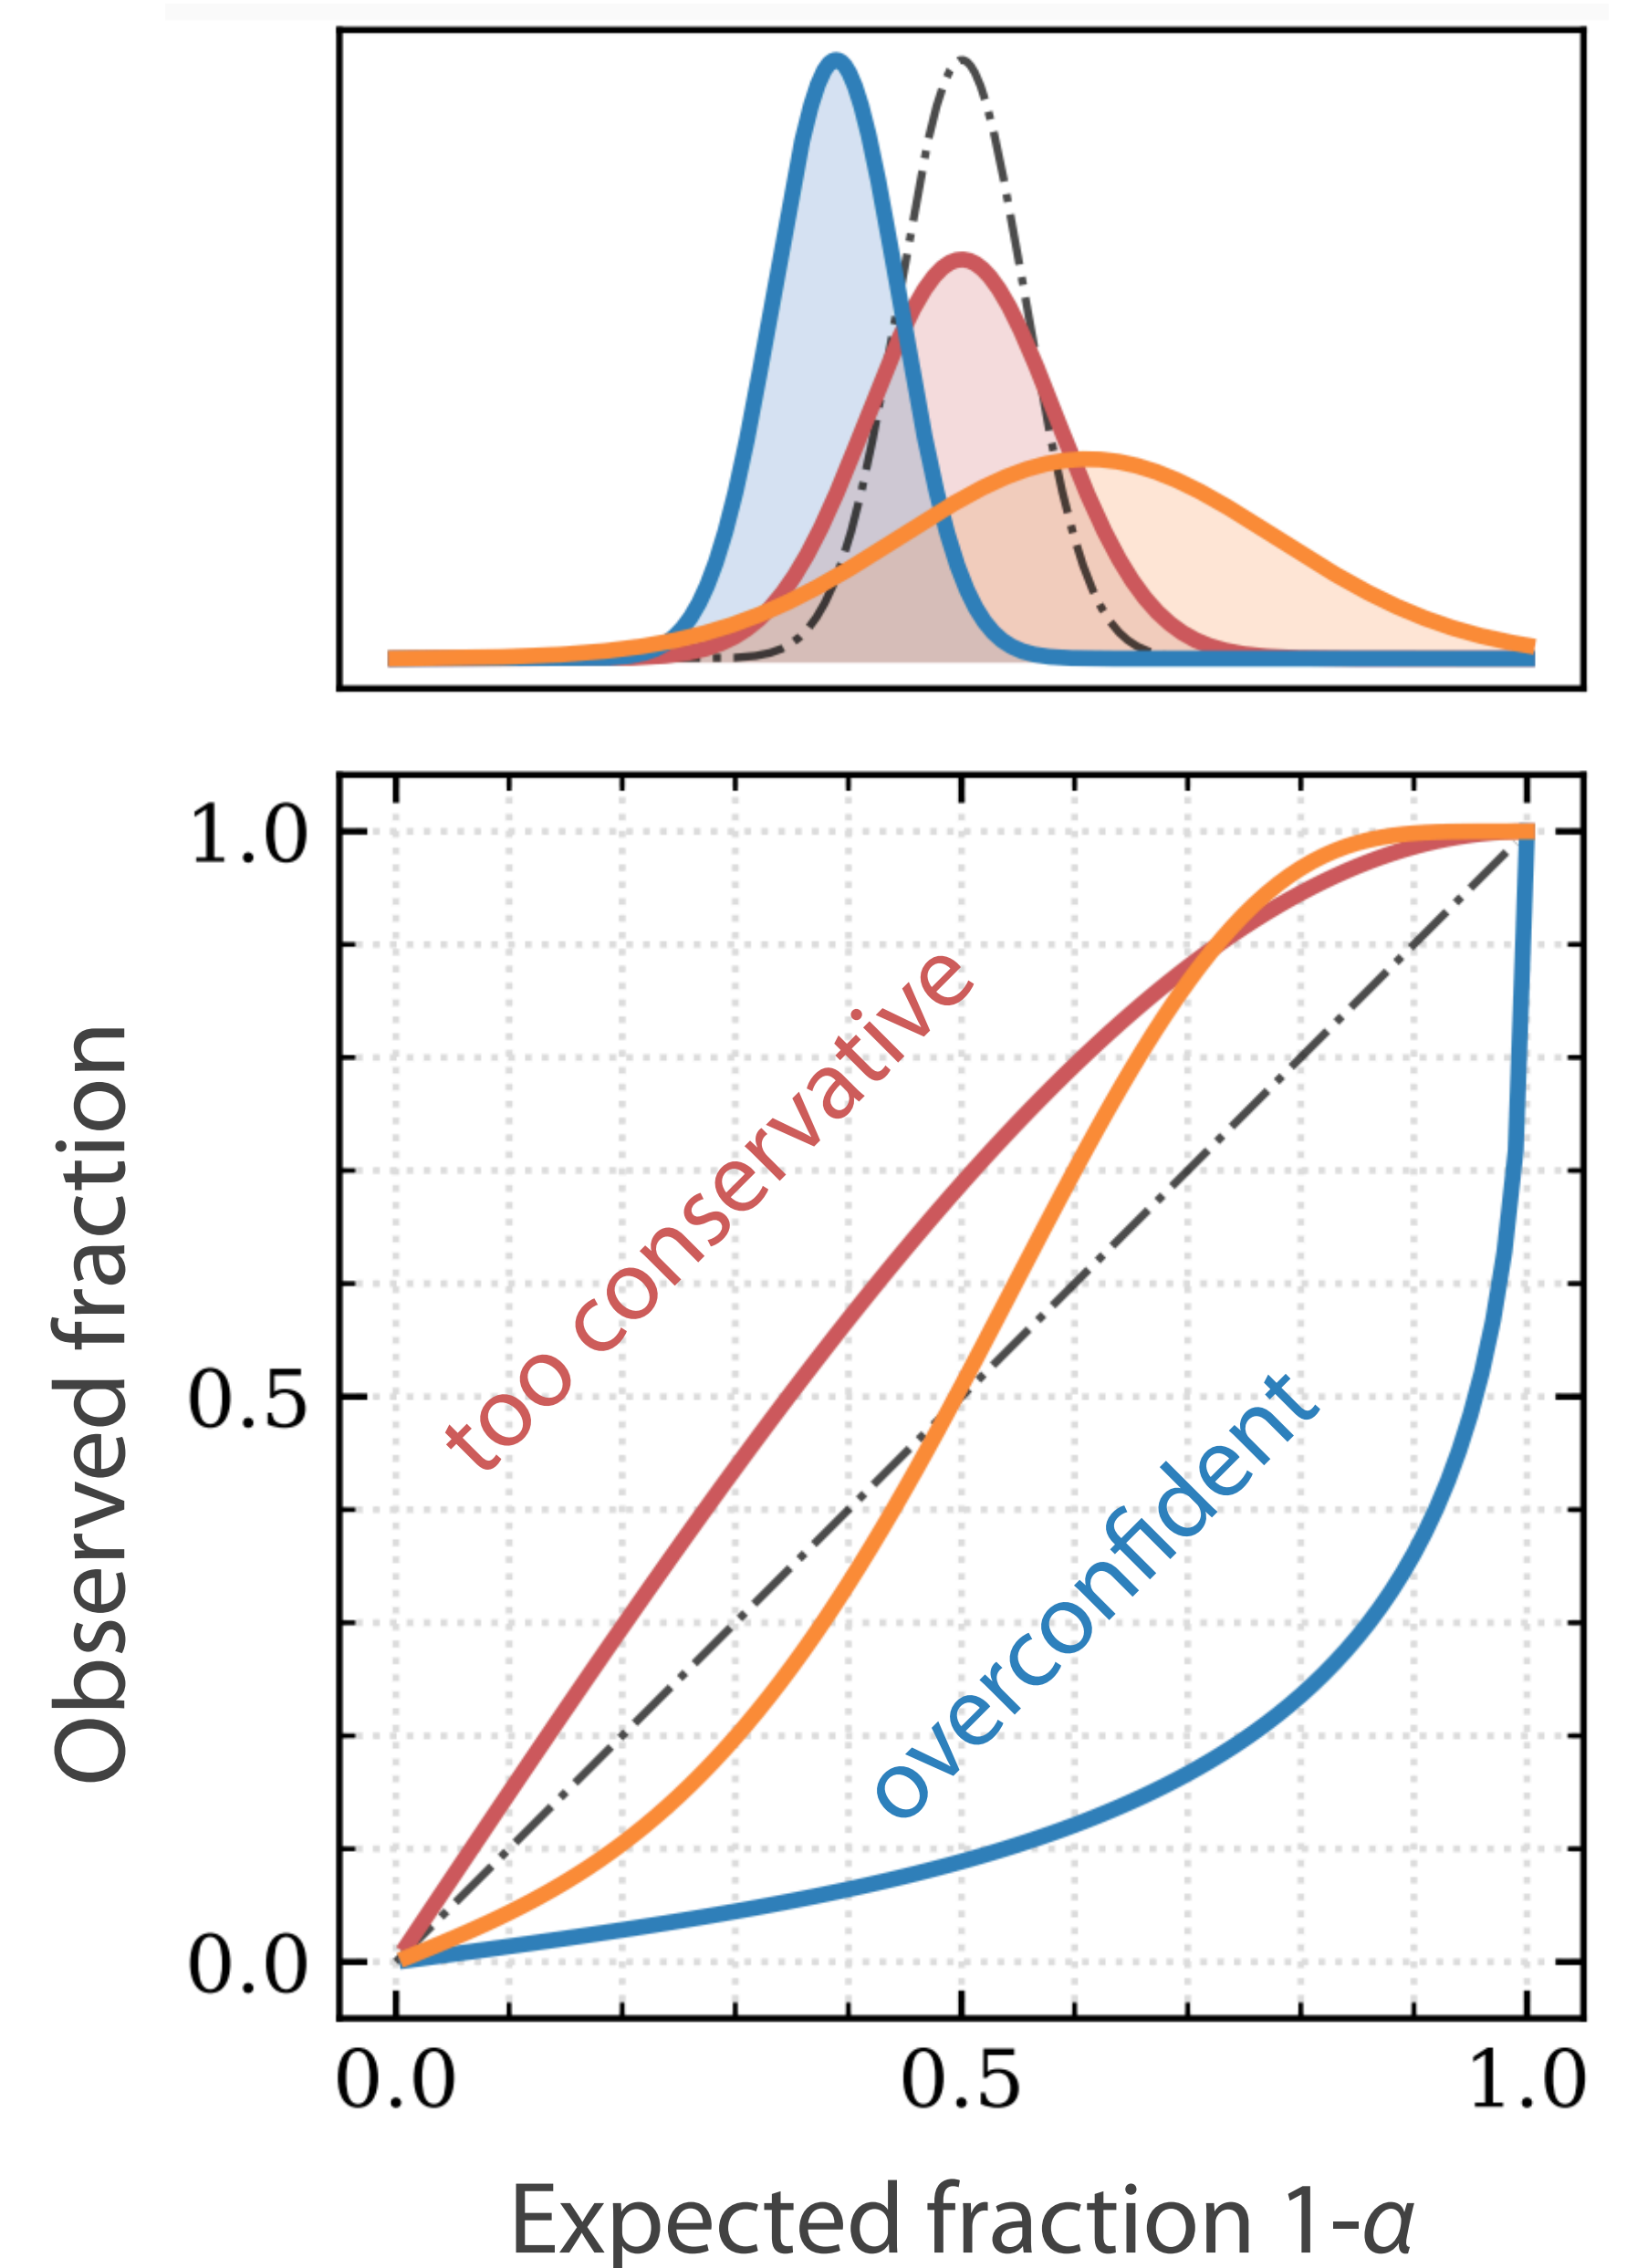 1.0
0.5
0.0
Observed fraction
too conservative
overconfident
0.0
0.5
1.0
Expected fraction 1-α